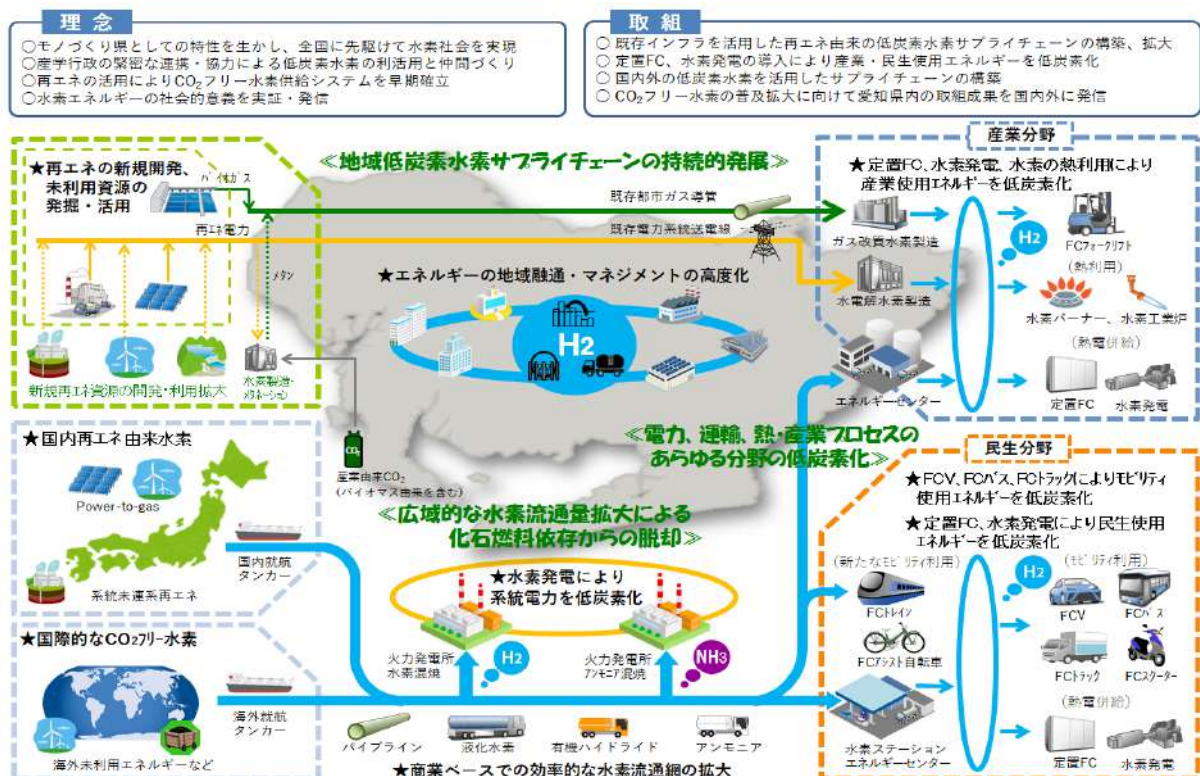 理念
○モノづくり県としての特性を生かし、全国に先駆けて水素社会を実現
○産学行政の緊密な連携・協力による低炭素水素の利活用と仲間づくり
○再エネの活用によりCO₂フリー水素供給システムを早期確立
○水素エネルギーの社会的意義を実証・発信
取組
○ 既存インフラを活用した再エネ由来の低炭素水素サプライチェーンの構築、拡大
○ 定置FC、水素発電の導入により産業・民生使用エネルギーを低炭素化
○ 国内外の低炭素水素を活用したサプライチェーンの構築
○ CO₂フリー水素の普及拡大に向けて愛知県内の取組成果を国内外に発信
★再エネの新規開発、
未利用資源の
発掘・活用
バイオガス
再エネ電力
メタン
新規再エネ資源の開発・利用拡大
水素製造・
メタネーション
≪地域低炭素水素サプライチェーンの持続的発展≫
既存都市ガス導管
既存電力系統送電線
★エネルギーの地域融通・マネジメントの高度化
H2
CO₂
産業由来CO₂
(バイオマス由来を含む)
産業分野
★定置FC、水素発電、水素の熱利用により
産業使用エネルギーを低炭素化
ガス改質水素製造
H2
FCフォークリフト
(熱利用)
水電解水素製造
水素バーナー、水素工業炉
(熱電併給)
エネルギーセンター
定置FC
水素発電
★国内再エネ由来水素
Power-to-gas
系統未連系再エネ
国内就航
タンカー
≪電力、運輸、熱・産業プロセスの
あらゆる分野の低炭素化≫
≪広域的な水素流通量拡大による
化石燃料依存からの脱却≫
★水素発電により
系統電力を低炭素化
火力発電所
水素混焼
H2
火力発電所
アンモニア混焼
NH3
★国際的なCO₂フリー水素
海外就航
タンカー
海外未利用エネルギーなど
パイプライン
液化水素
有機ハイドライド
アンモニア
★商業ベースでの効率的な水素流通網の拡大
民生分野
★FCV、FCバス、FCトラックによりモビリティ
使用エネルギーを低炭素化
★定置FC、水素発電により民生使用
エネルギーを低炭素化
(新たなモビリティ利用)
H2
(モビリティ利用)
FCトレイン
FCV
FCバス
FCアシスト自転車
FCトラック
FCスクーター
(熱電併給)
水素ステーション
エネルギーセンター
定置FC
水素発電